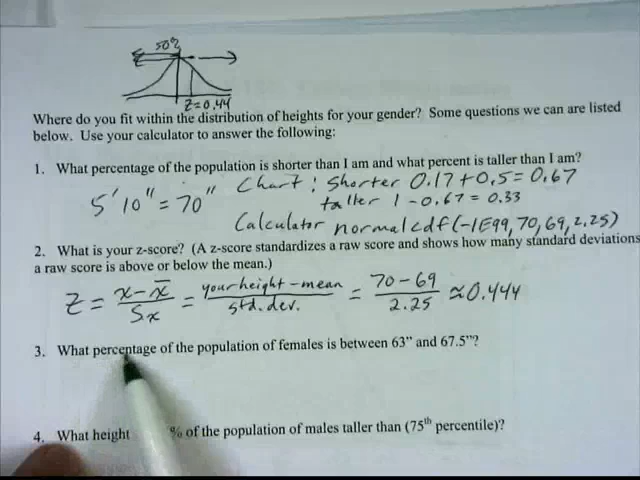 50%
Z=0.44
Where do you fit within the distribution of heights for your gender? Some questions we can are listed
below. Use your calculator to answer the following:
1. What percentage of the population is shorter than I am and what percent is taller than I am?
5'10" = 70" Chart: Shorter 0.17+0.5=0.67
taller 1-0.67=0.33
Calculator normalcdf(-1E99,70,69,2.25)
2. What is your z-score? (A z-score standardizes a raw score and shows how many standard deviations
a raw score is above or below the mean.)
Z = (x-x̄)/Sx = (your height-mean)/(std.dev.) = (70-69)/(2.25) ≈ 0.444
3. What percentage of the population of females is between 63" and 67.5"?
4. What height % of the population of males taller than (75th percentile)?